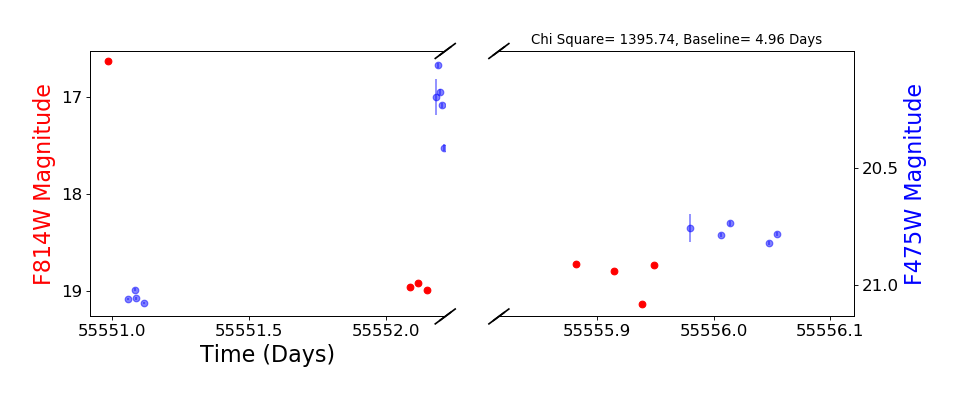 Chi Square= 1395.74, Baseline= 4.96 Days
F814W Magnitude
17
18
19
20.5
21.0
F475W Magnitude
55551.0 55551.5 55552.0 55555.9 55556.0 55556.1
Time (Days)